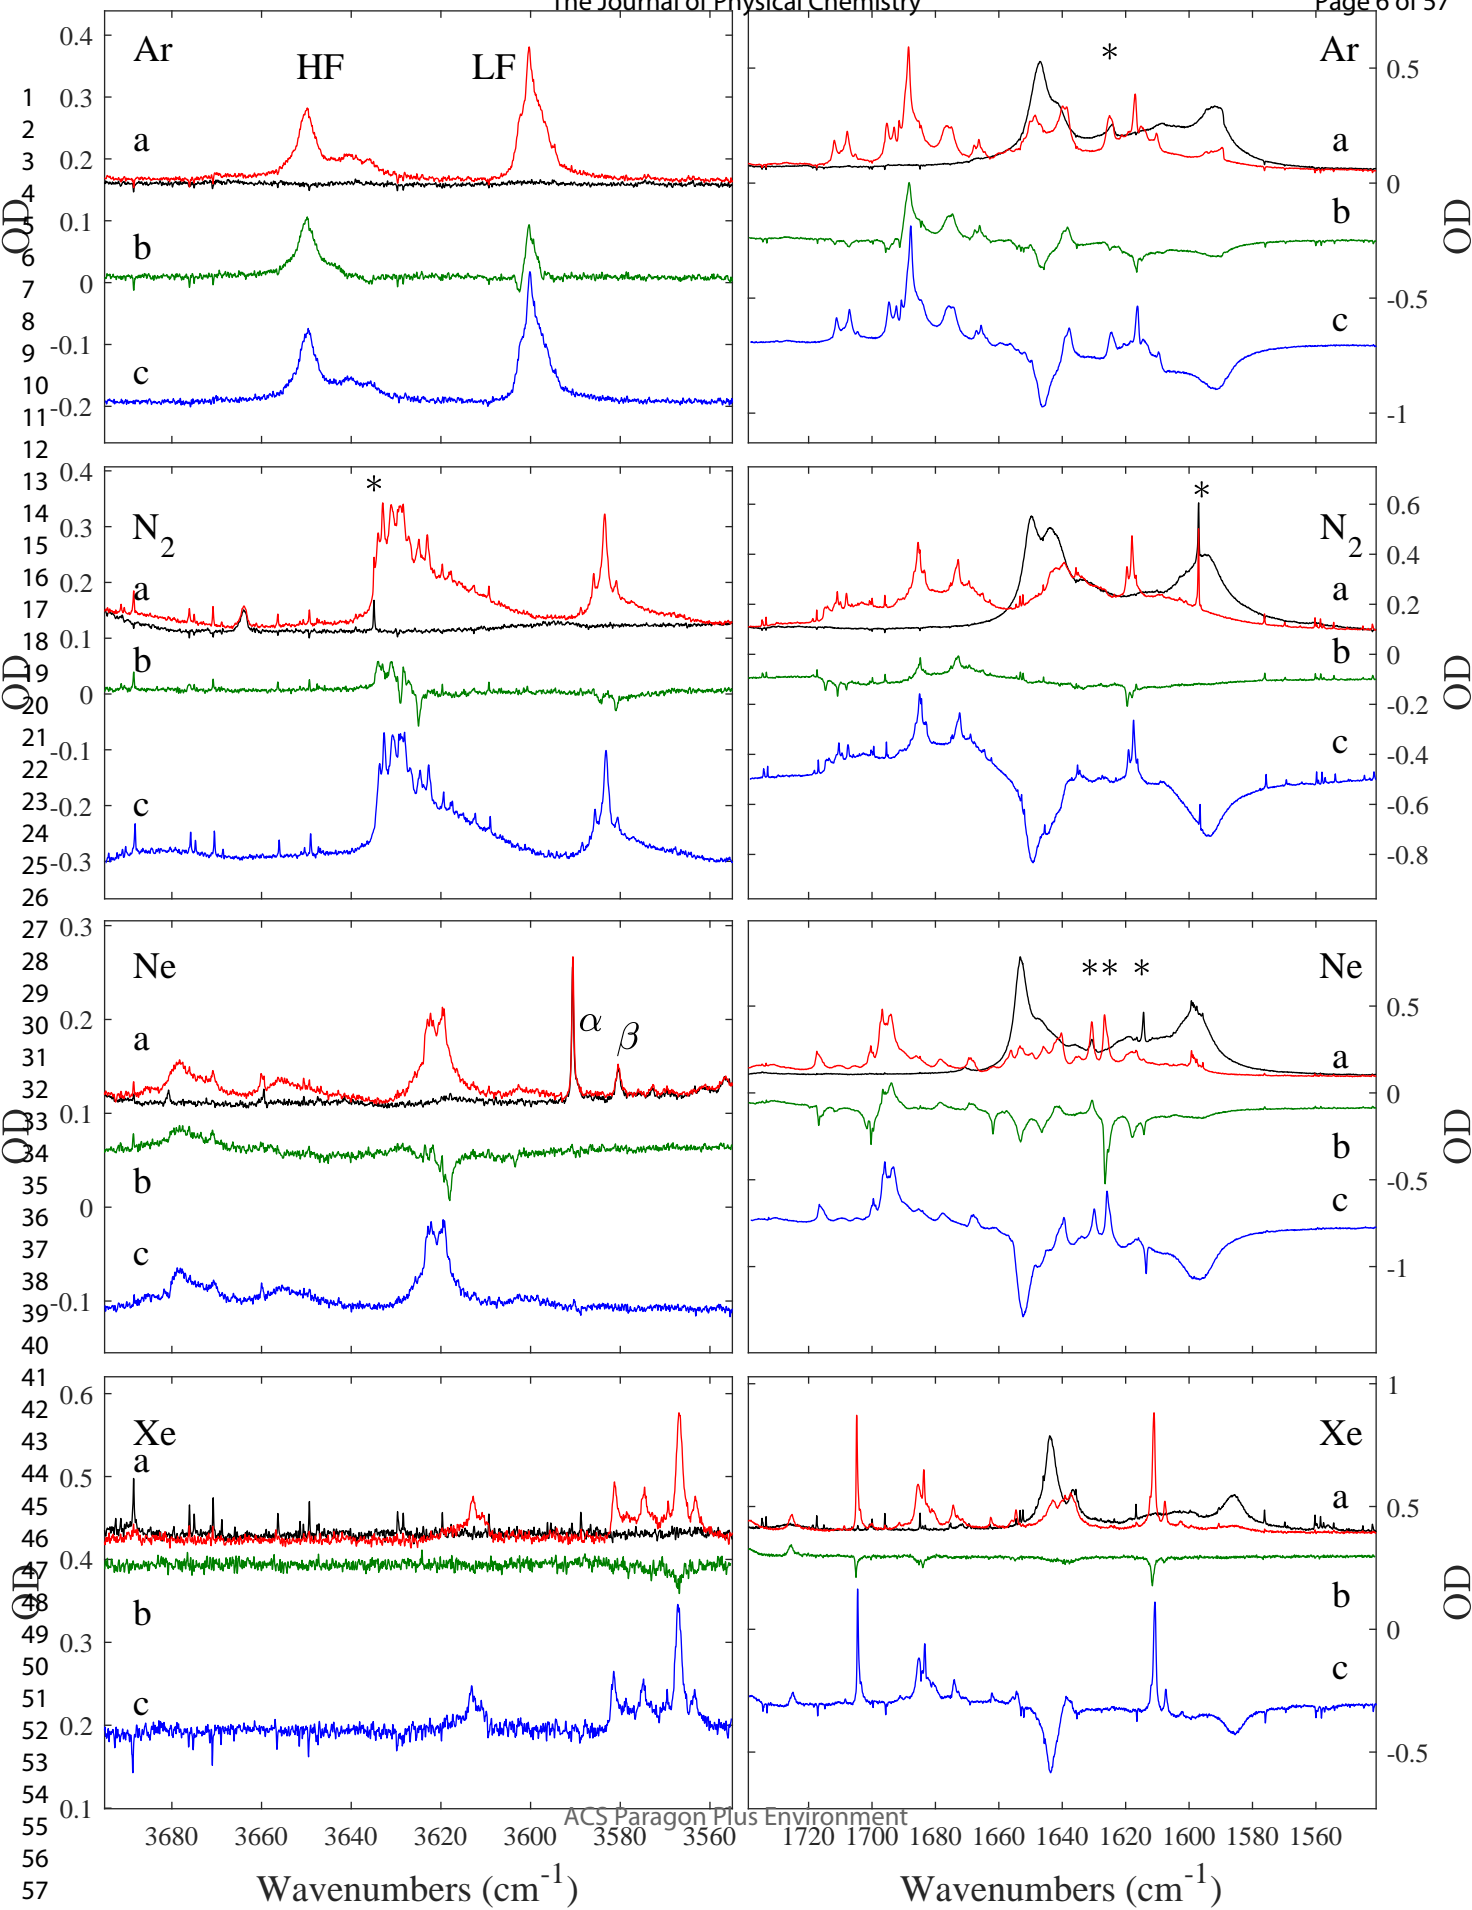 The Journal of Physical Chemistry
Page 6 of 57
1
2
3
4
5
6
7
8
9
10
11
12
13
14
15
16
17
18
19
20
21
22
23
24
25
26
27
28
29
30
31
32
33
34
35
36
37
38
39
40
41
42
43
44
45
46
47
48
49
50
51
52
53
54
55
56
57
OD
0.4
0.3
0.2
0.1
0
-0.1
-0.2
Ar
HF
LF
a
b
c
*
Ar
a
b
c
0.5
0
-0.5
-1
OD
OD
0.4
0.3
0.2
0.1
0
-0.1
-0.2
-0.3
*
N2
a
b
c
*
N2
a
b
c
0.6
0.4
0.2
0
-0.2
-0.4
-0.6
-0.8
OD
OD
0.3
0.2
0.1
0
-0.1
Ne
a
α
β
b
c
** *
Ne
a
b
c
0.5
0
-0.5
-1
OD
OD
0.6
0.5
0.4
0.3
0.2
0.1
Xe
a
b
c
Xe
a
b
c
1
0.5
0
-0.5
OD
ACS Paragon Plus Environment
3680 3660 3640 3620 3600 3580 3560
1720 1700 1680 1660 1640 1620 1600 1580 1560
Wavenumbers (cm-1)
Wavenumbers (cm-1)